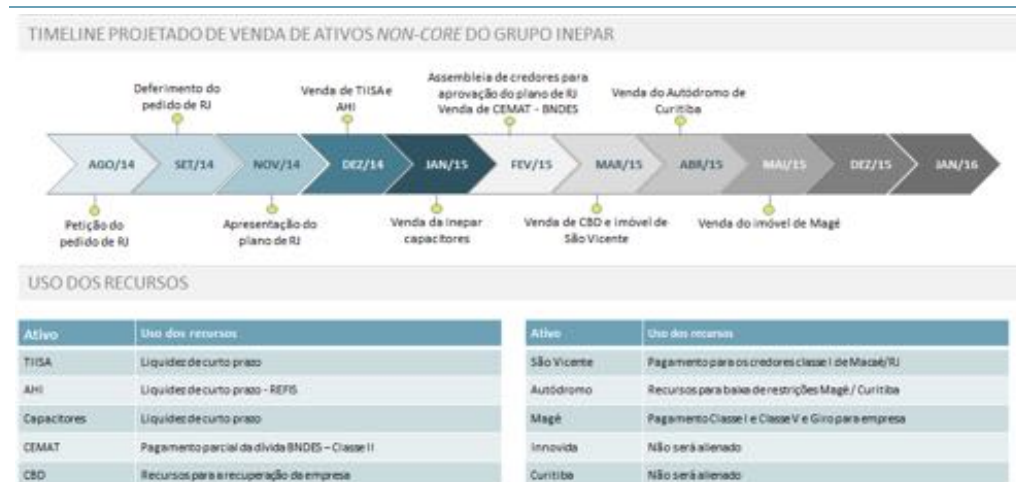 TIMELINE PROJETADO DE VENDA DE ATIVOS NON-CORE DO GRUPO INEPAR
Deferimento do
pedido de RJ
Venda de TIISA e
AHI
Assembleia de credores para
aprovação do plano de RJ
Venda de CEMAT - BNDES
Venda do Autódromo de
Curitiba
AGO/14
SET/14
NOV/14
DEZ/14
JAN/15
FEV/15
MAR/15
ABR/15
MAI/15
DEZ/15
JAN/16
Petição do
pedido de RJ
Apresentação do
plano de RJ
Venda da Inepar
capacitores
Venda de CBD e imóvel de
São Vicente
Venda do imóvel de Magé
USO DOS RECURSOS
Ativo Uso dos recursos
TIISA Liquidez de curto prazo
AHI Liquidez de curto prazo - REFIS
Capacitores Liquidez de curto prazo
CEMAT Pagamento parcial da dívida BNDES – Classe II
CBD Recursos para a recuperação da empresa
Ativo Uso dos recursos
São Vicente Pagamento para os credores classe I de Macaé/RJ
Autódromo Recursos para baixa de restrições Magé / Curitiba
Magé Pagamento Classe I e Classe V e Giro para empresa
Innovida Não será alienado
Curitiba Não será alienado